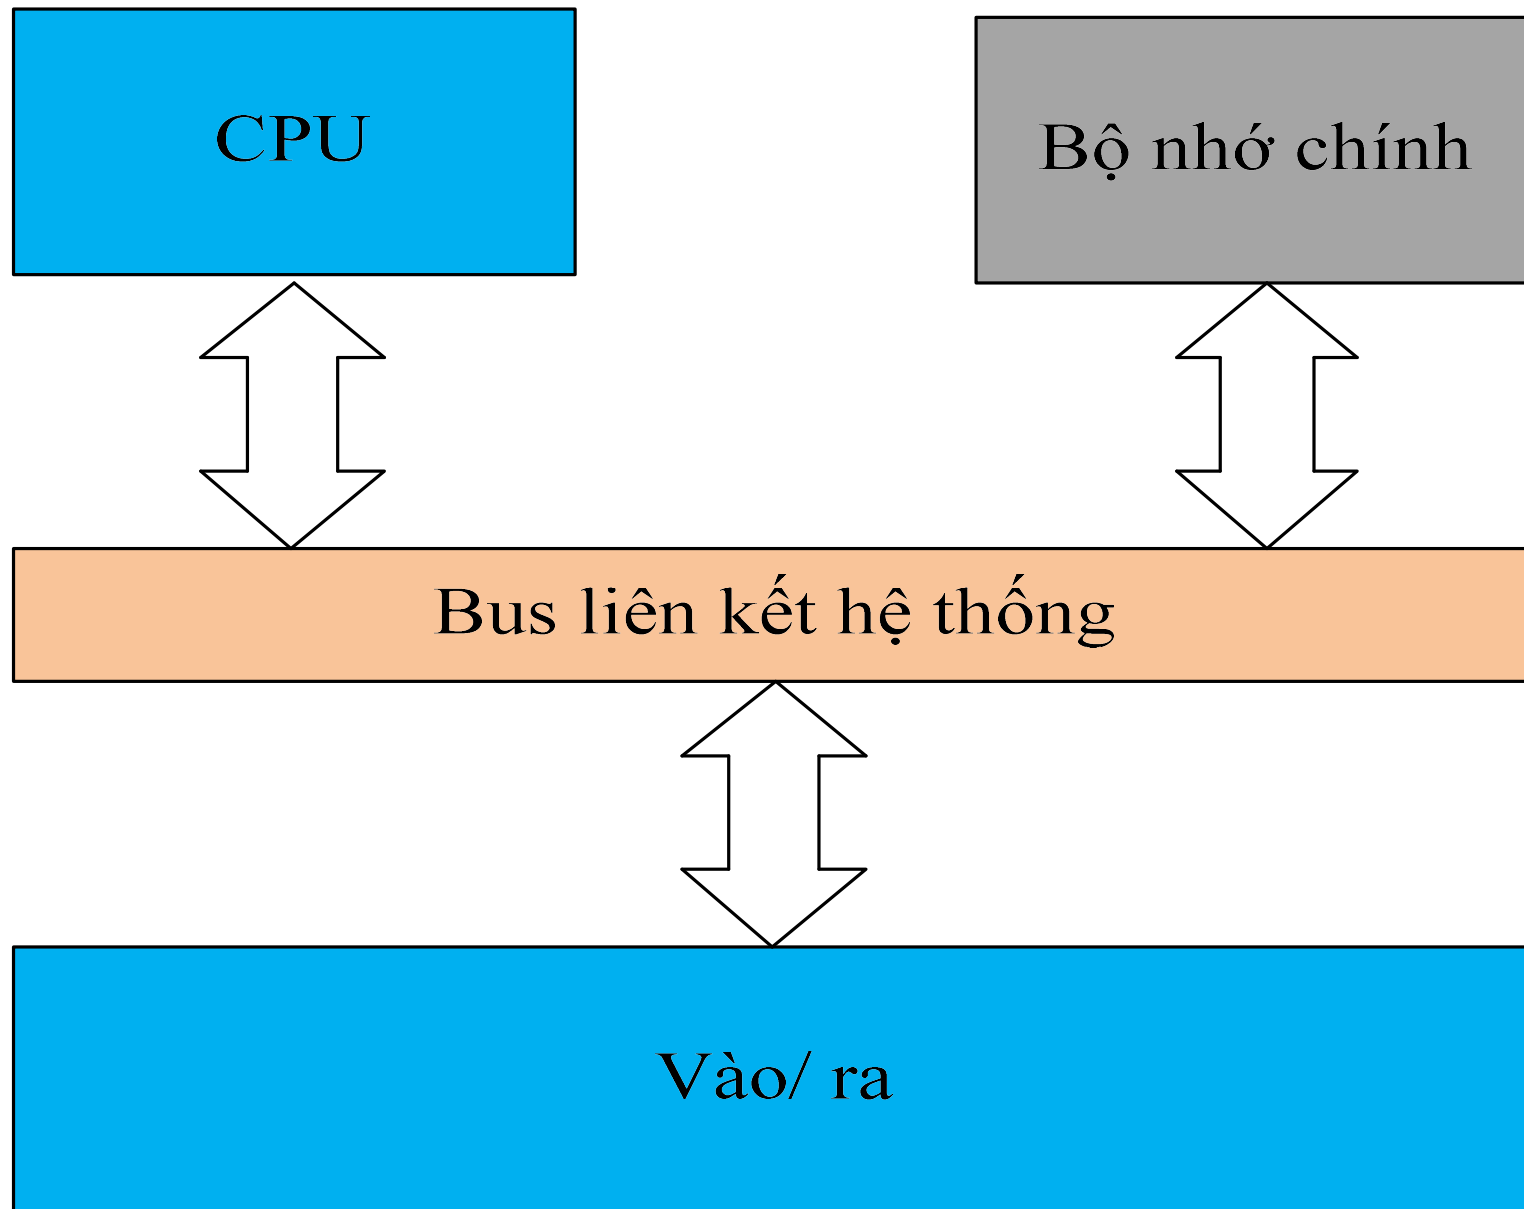 CPU
Bộ nhớ chính
Bus liên kết hệ thống
Vào/ ra